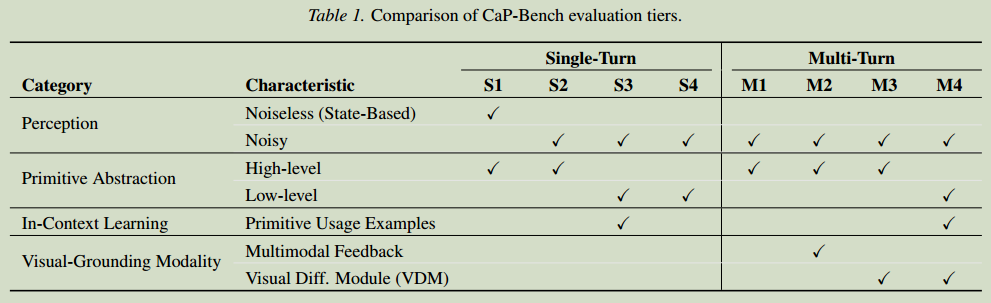 Table 1. Comparison of CaP-Bench evaluation tiers.
Single-Turn Multi-Turn
Category Characteristic S1 S2 S3 S4 M1 M2 M3 M4
Perception
Noiseless (State-Based) ✓
Noisy ✓ ✓ ✓ ✓ ✓ ✓ ✓
Primitive Abstraction
High-level ✓ ✓ ✓ ✓ ✓
Low-level ✓ ✓ ✓
In-Context Learning Primitive Usage Examples ✓ ✓
Visual-Grounding Modality
Multimodal Feedback ✓
Visual Diff. Module (VDM) ✓ ✓